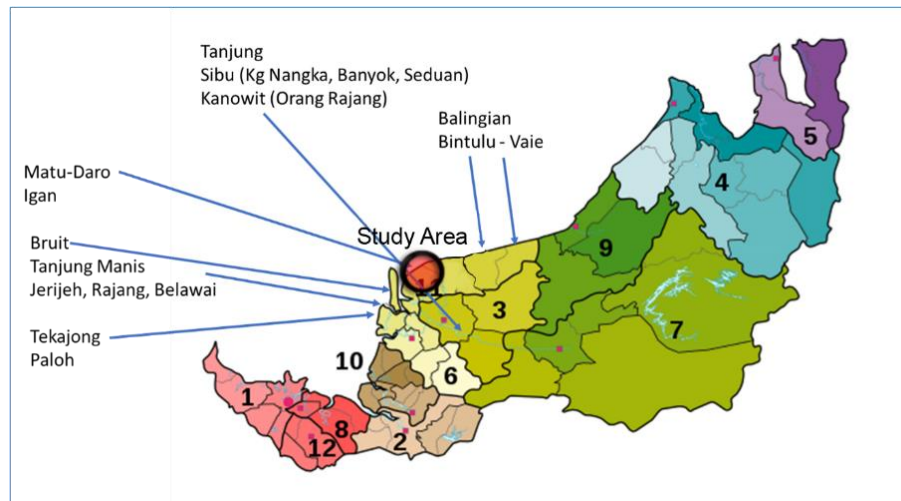 Tanjung
Sibu (Kg Nangka, Banyok, Seduan)
Kanowit (Orang Rajang)
Balingian
Bintulu - Vaie
Matu-Daro
Igan
Study Area
Bruit
Tanjung Manis
Jerijeh, Rajang, Belawai
Tekajong
Paloh
5
4
9
11
3
7
10
6
1
8
2
12